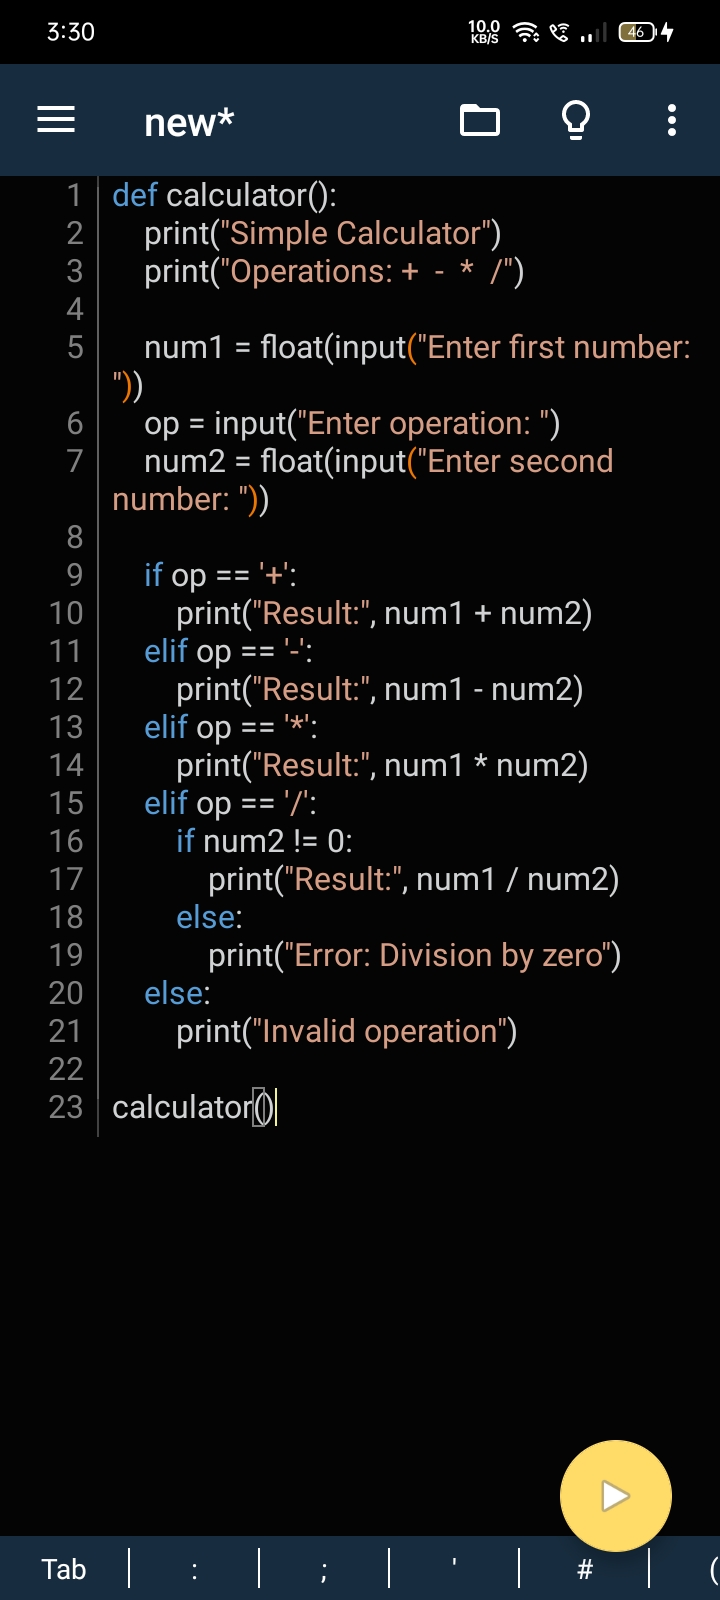 3:30 10.0 KB/S 46
new*
1 def calculator():
2     print("Simple Calculator")
3     print("Operations: +  -  *  /")
4
5     num1 = float(input("Enter first number:
"))
6     op = input("Enter operation: ")
7     num2 = float(input("Enter second
number: "))
8
9     if op == '+':
10         print("Result:", num1 + num2)
11     elif op == '-':
12         print("Result:", num1 - num2)
13     elif op == '*':
14         print("Result:", num1 * num2)
15     elif op == '/':
16         if num2 != 0:
17             print("Result:", num1 / num2)
18         else:
19             print("Error: Division by zero")
20     else:
21         print("Invalid operation")
22
23 calculator()
Tab : ; ' # (